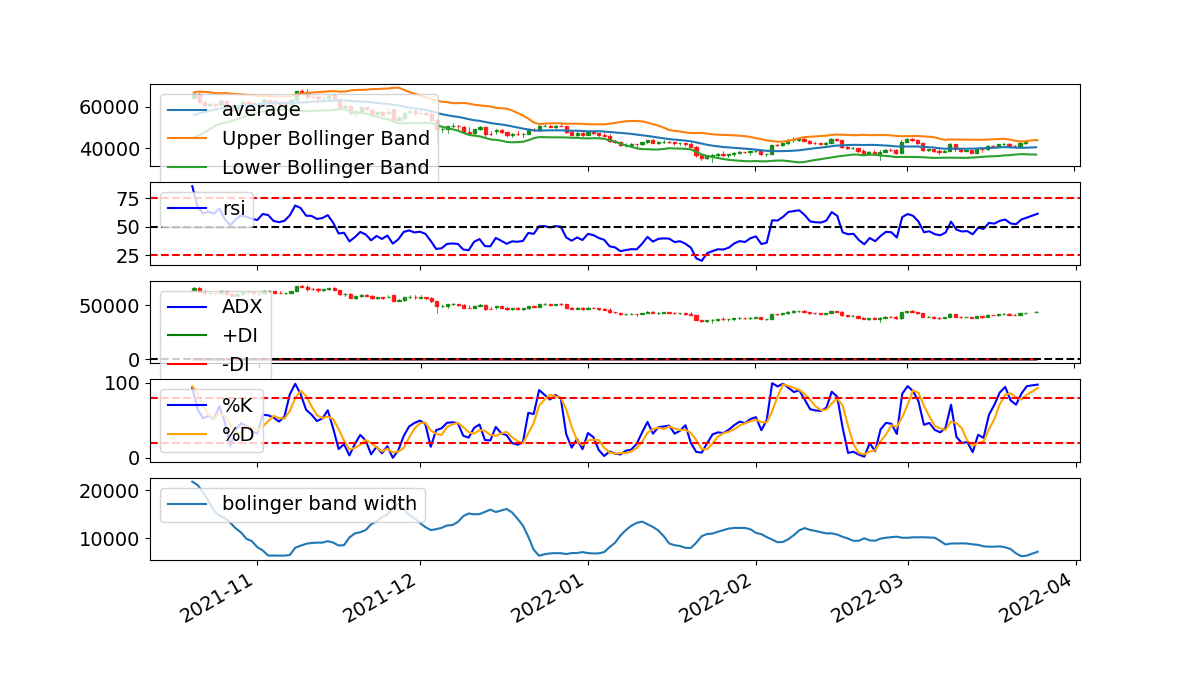 60000
40000
average
Upper Bollinger Band
Lower Bollinger Band
75
50
25
rsi
50000
0
ADX
+DI
-DI
100
0
%K
%D
20000
10000
bolinger band width
2021-11
2021-12
2022-01
2022-02
2022-03
2022-04